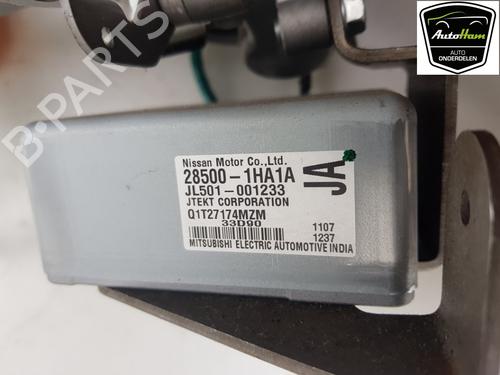 AutoHam
AUTO
ONDERDELEN
B-PARTS
Nissan Motor Co.,Ltd.
28500-1HA1A
JL501-001233
JTEKT CORPORATION
Q1T27174MZM
33D90
1107
1237
MITSUBISHI ELECTRIC AUTOMOTIVE INDIA
JA